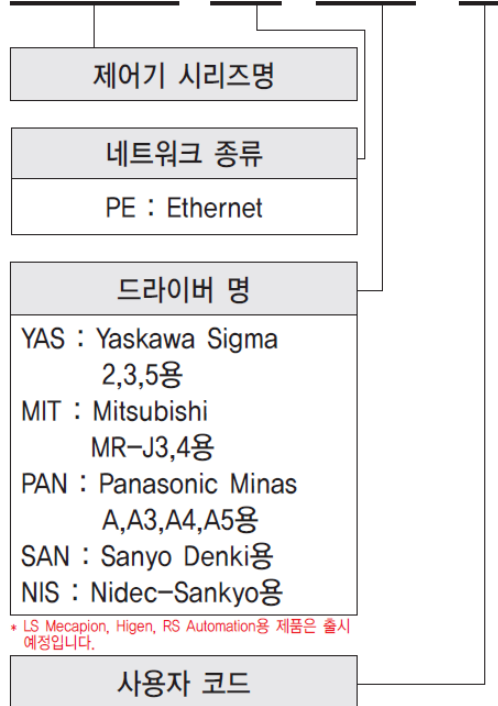 제어기 시리즈명
네트워크 종류
PE : Ethernet
드라이버 명
YAS : Yaskawa Sigma
2,3,5용
MIT : Mitsubishi
MR-J3,4용
PAN : Panasonic Minas
A,A3,A4,A5용
SAN : Sanyo Denki용
NIS : Nidec-Sankyo용
* LS Mecapion, Higen, RS Automation용 제품은 출시
예정입니다.
사용자 코드